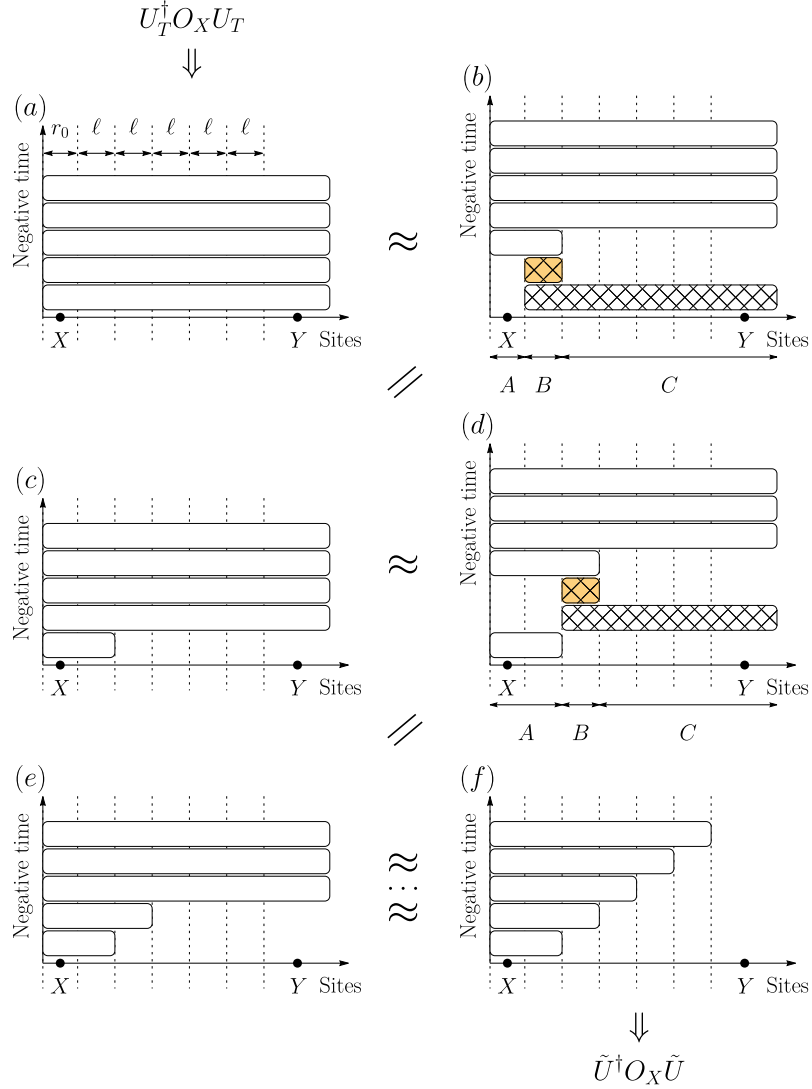 U_T^† O_X U_T
⇓
(a)
r_0 ℓ ℓ ℓ ℓ ℓ
Negative time
X Y Sites
≈
(b)
Negative time
X Y Sites
A B C
//
(c)
Negative time
X Y Sites
≈
(d)
Negative time
X Y Sites
A B C
//
(e)
Negative time
X Y Sites
≈
⋮
≈
(f)
Negative time
X Y Sites
⇓
Ũ^† O_X Ũ